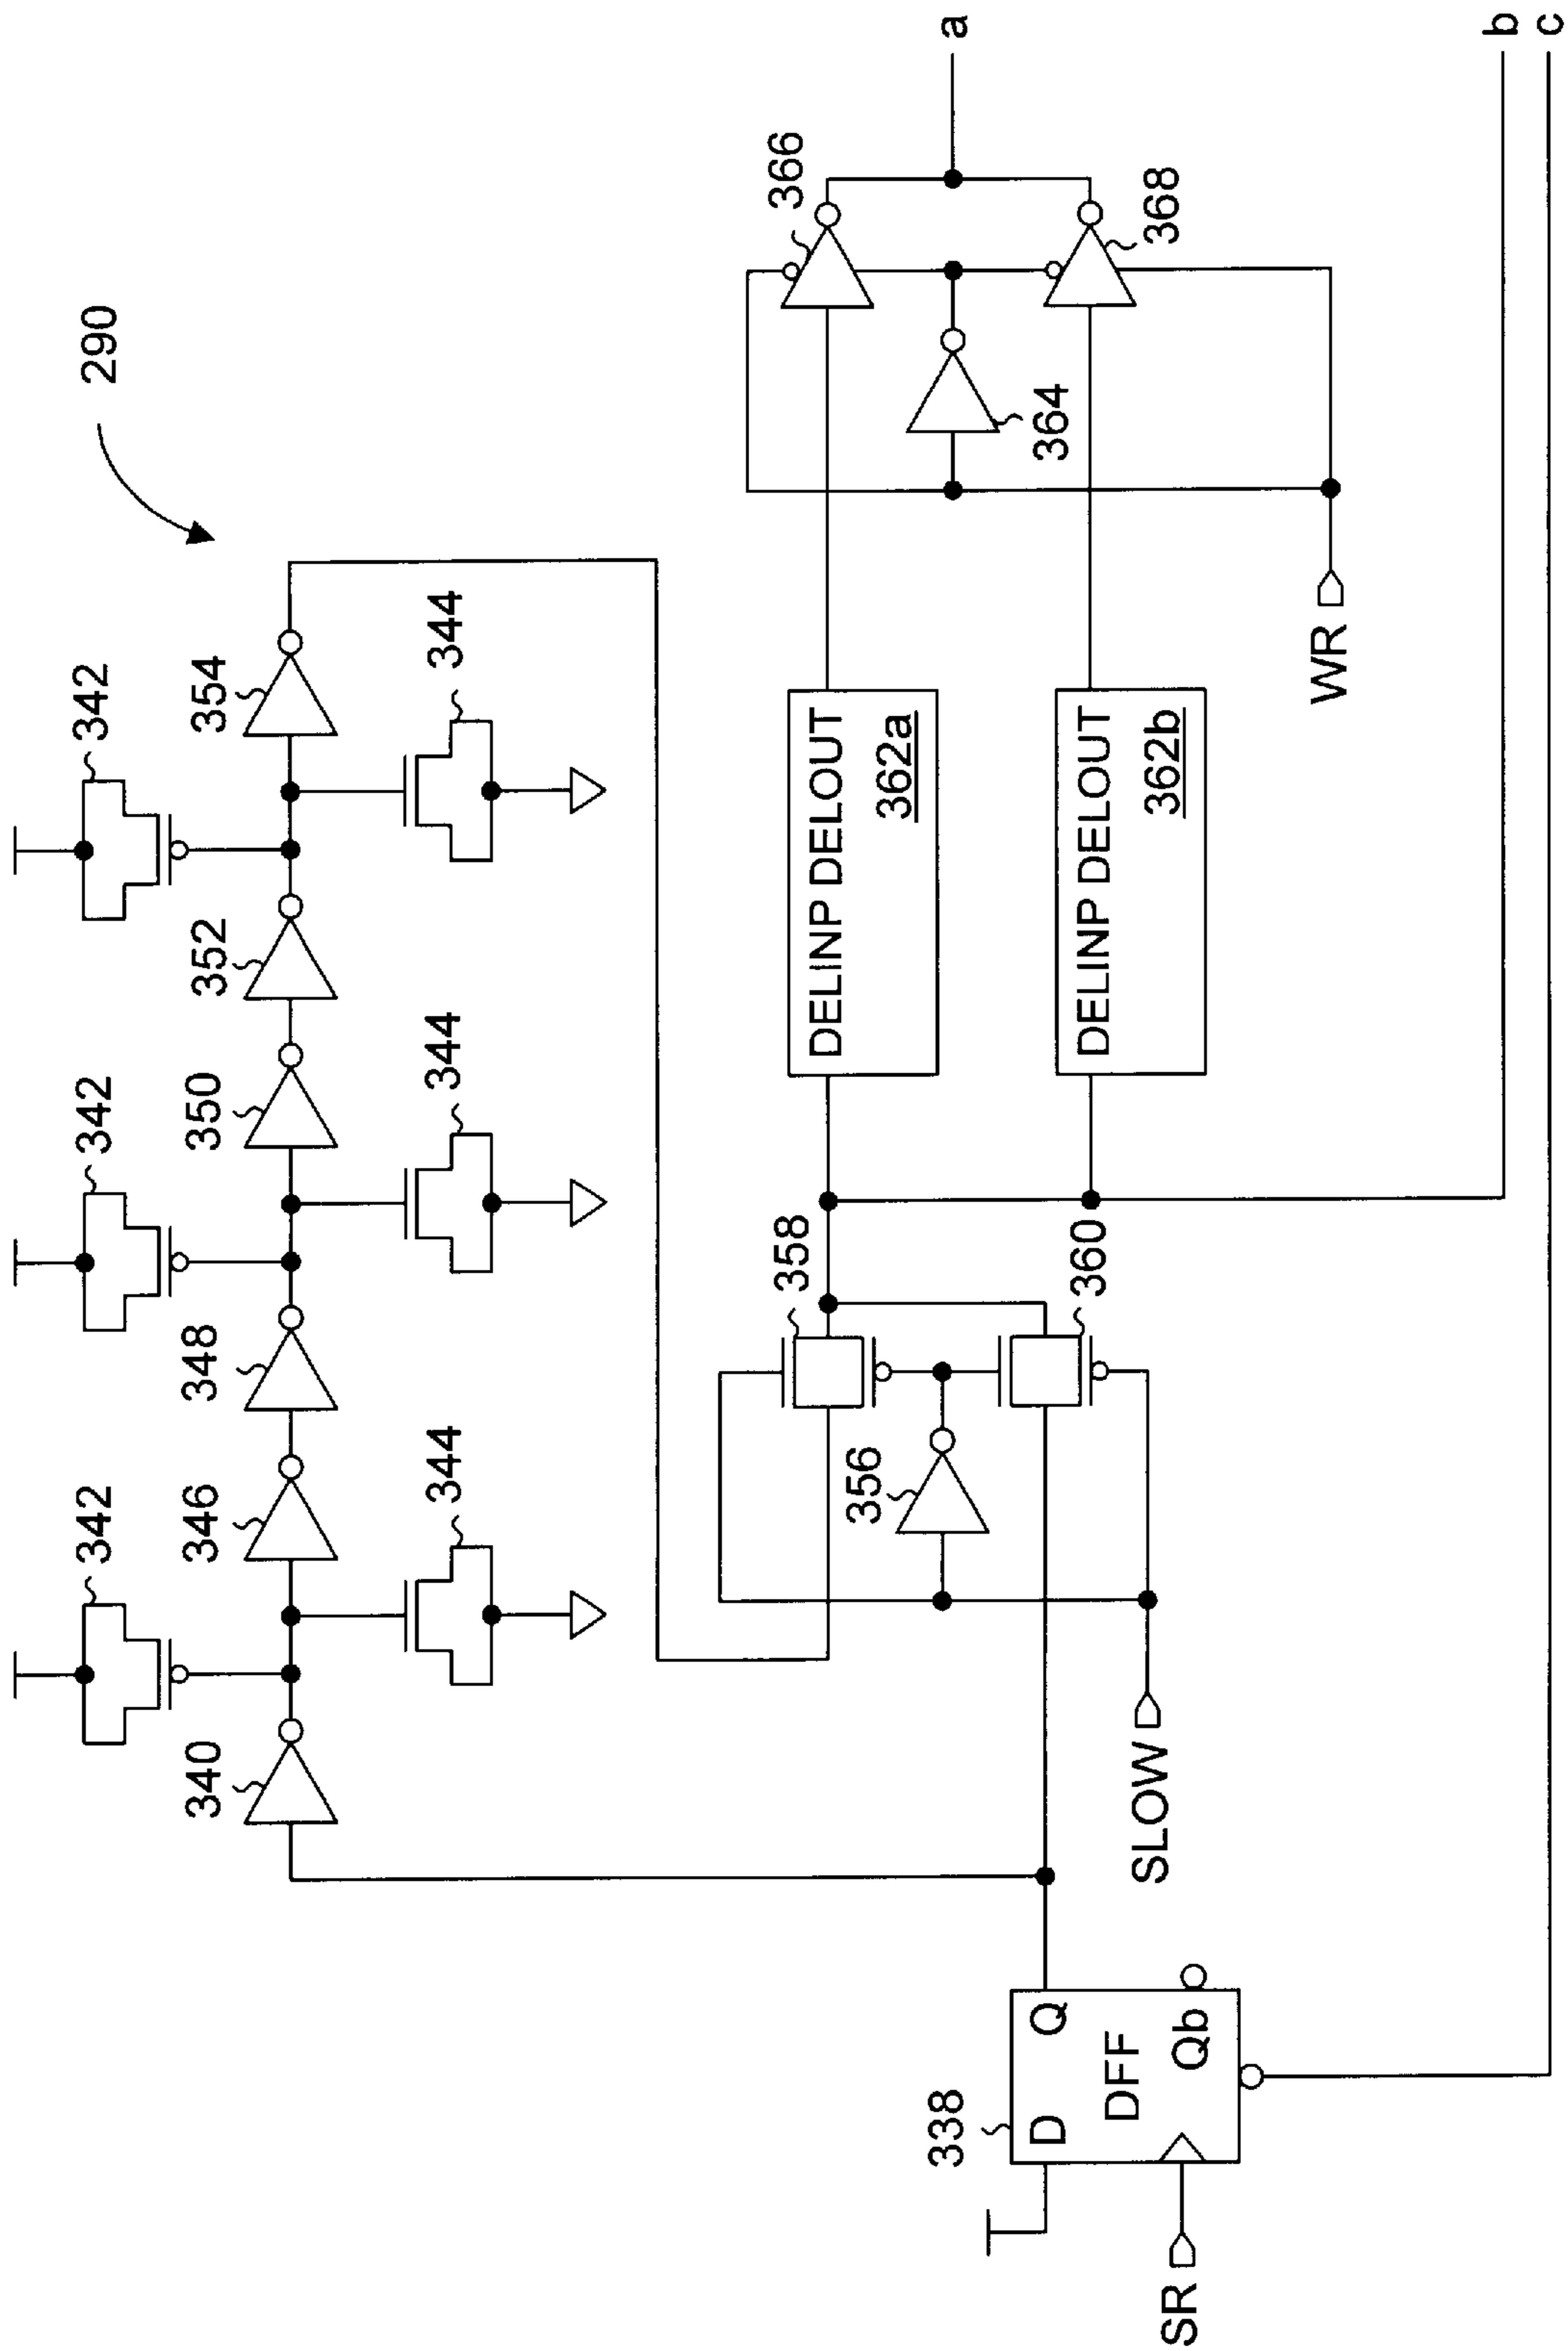 290
342
342
342
340
346
348
350
352
354
344
344
344
338
D
Q
DFF
Qb
SR
SLOW
356
358
360
DELINP DELOUT
362a
DELINP DELOUT
362b
WR
364
366
368
a
b
c